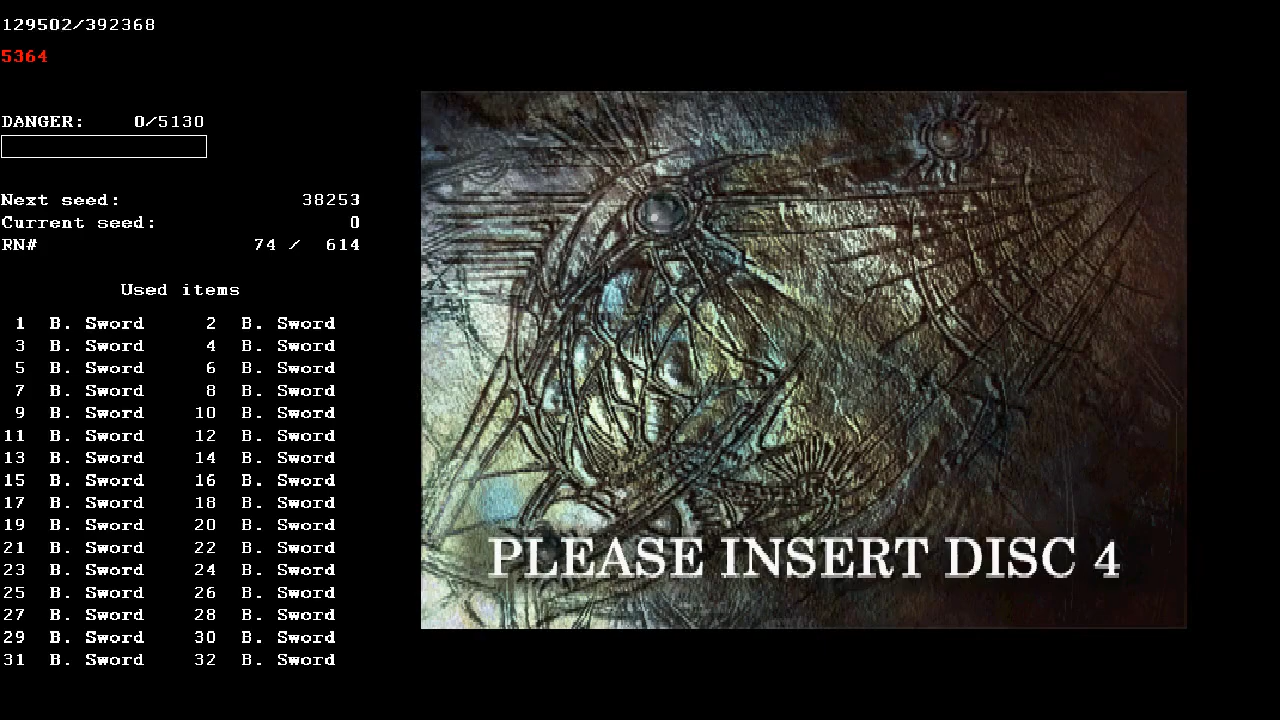 129502/392368
5364
DANGER: 0/5130
Next seed: 38253
Current seed: 0
RN# 74 / 614
Used items
1 B. Sword 2 B. Sword
3 B. Sword 4 B. Sword
5 B. Sword 6 B. Sword
7 B. Sword 8 B. Sword
9 B. Sword 10 B. Sword
11 B. Sword 12 B. Sword
13 B. Sword 14 B. Sword
15 B. Sword 16 B. Sword
17 B. Sword 18 B. Sword
19 B. Sword 20 B. Sword
21 B. Sword 22 B. Sword
23 B. Sword 24 B. Sword
25 B. Sword 26 B. Sword
27 B. Sword 28 B. Sword
29 B. Sword 30 B. Sword
31 B. Sword 32 B. Sword
PLEASE INSERT DISC 4